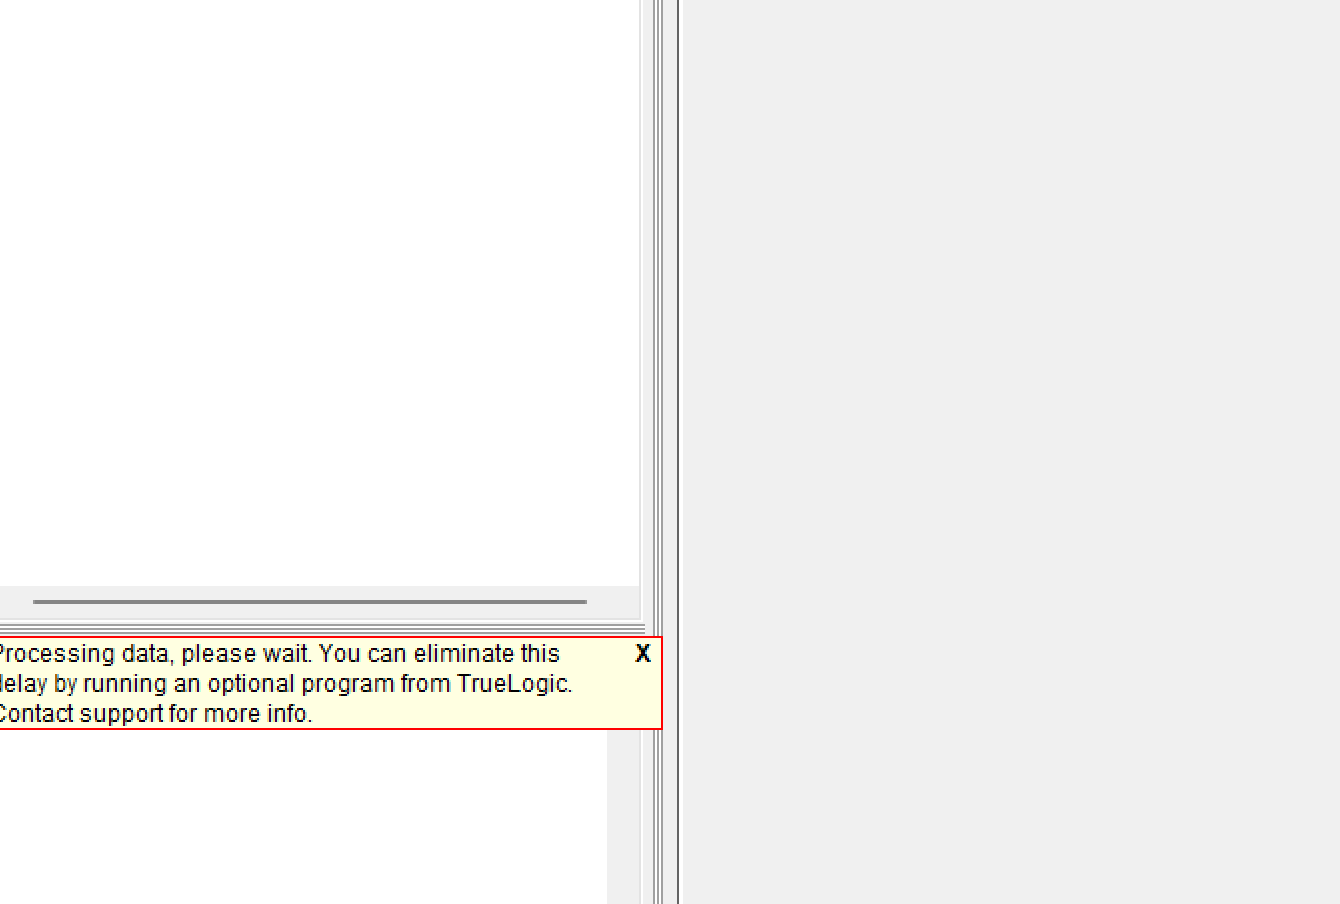 Processing data, please wait. You can eliminate this X
delay by running an optional program from TrueLogic.
Contact support for more info.